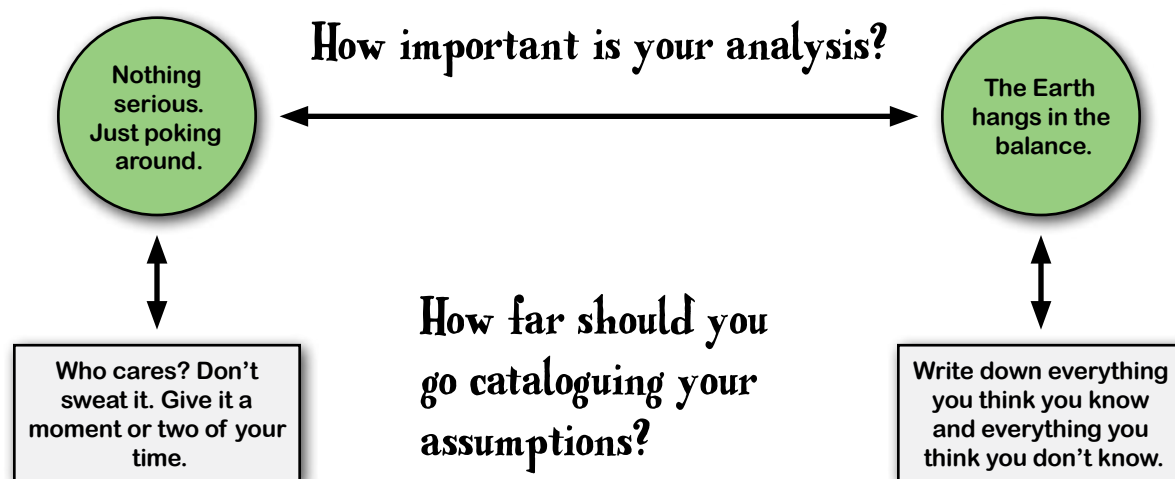 How important is your analysis?
Nothing
serious.
Just poking
around.
The Earth
hangs in the
balance.
How far should you
go cataloguing your
assumptions?
Who cares? Don’t
sweat it. Give it a
moment or two of your
time.
Write down everything
you think you know
and everything you
think you don’t know.